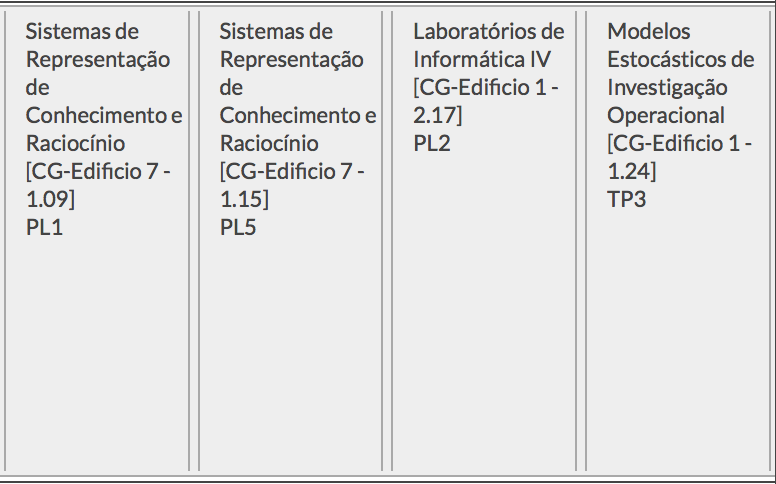 Sistemas de
Representação
de
Conhecimento e
Raciocínio
[CG-Edificio 7 -
1.09]
PL1
Sistemas de
Representação
de
Conhecimento e
Raciocínio
[CG-Edificio 7 -
1.15]
PL5
Laboratórios de
Informática IV
[CG-Edificio 1 -
2.17]
PL2
Modelos
Estocásticos de
Investigação
Operacional
[CG-Edificio 1 -
1.24]
TP3